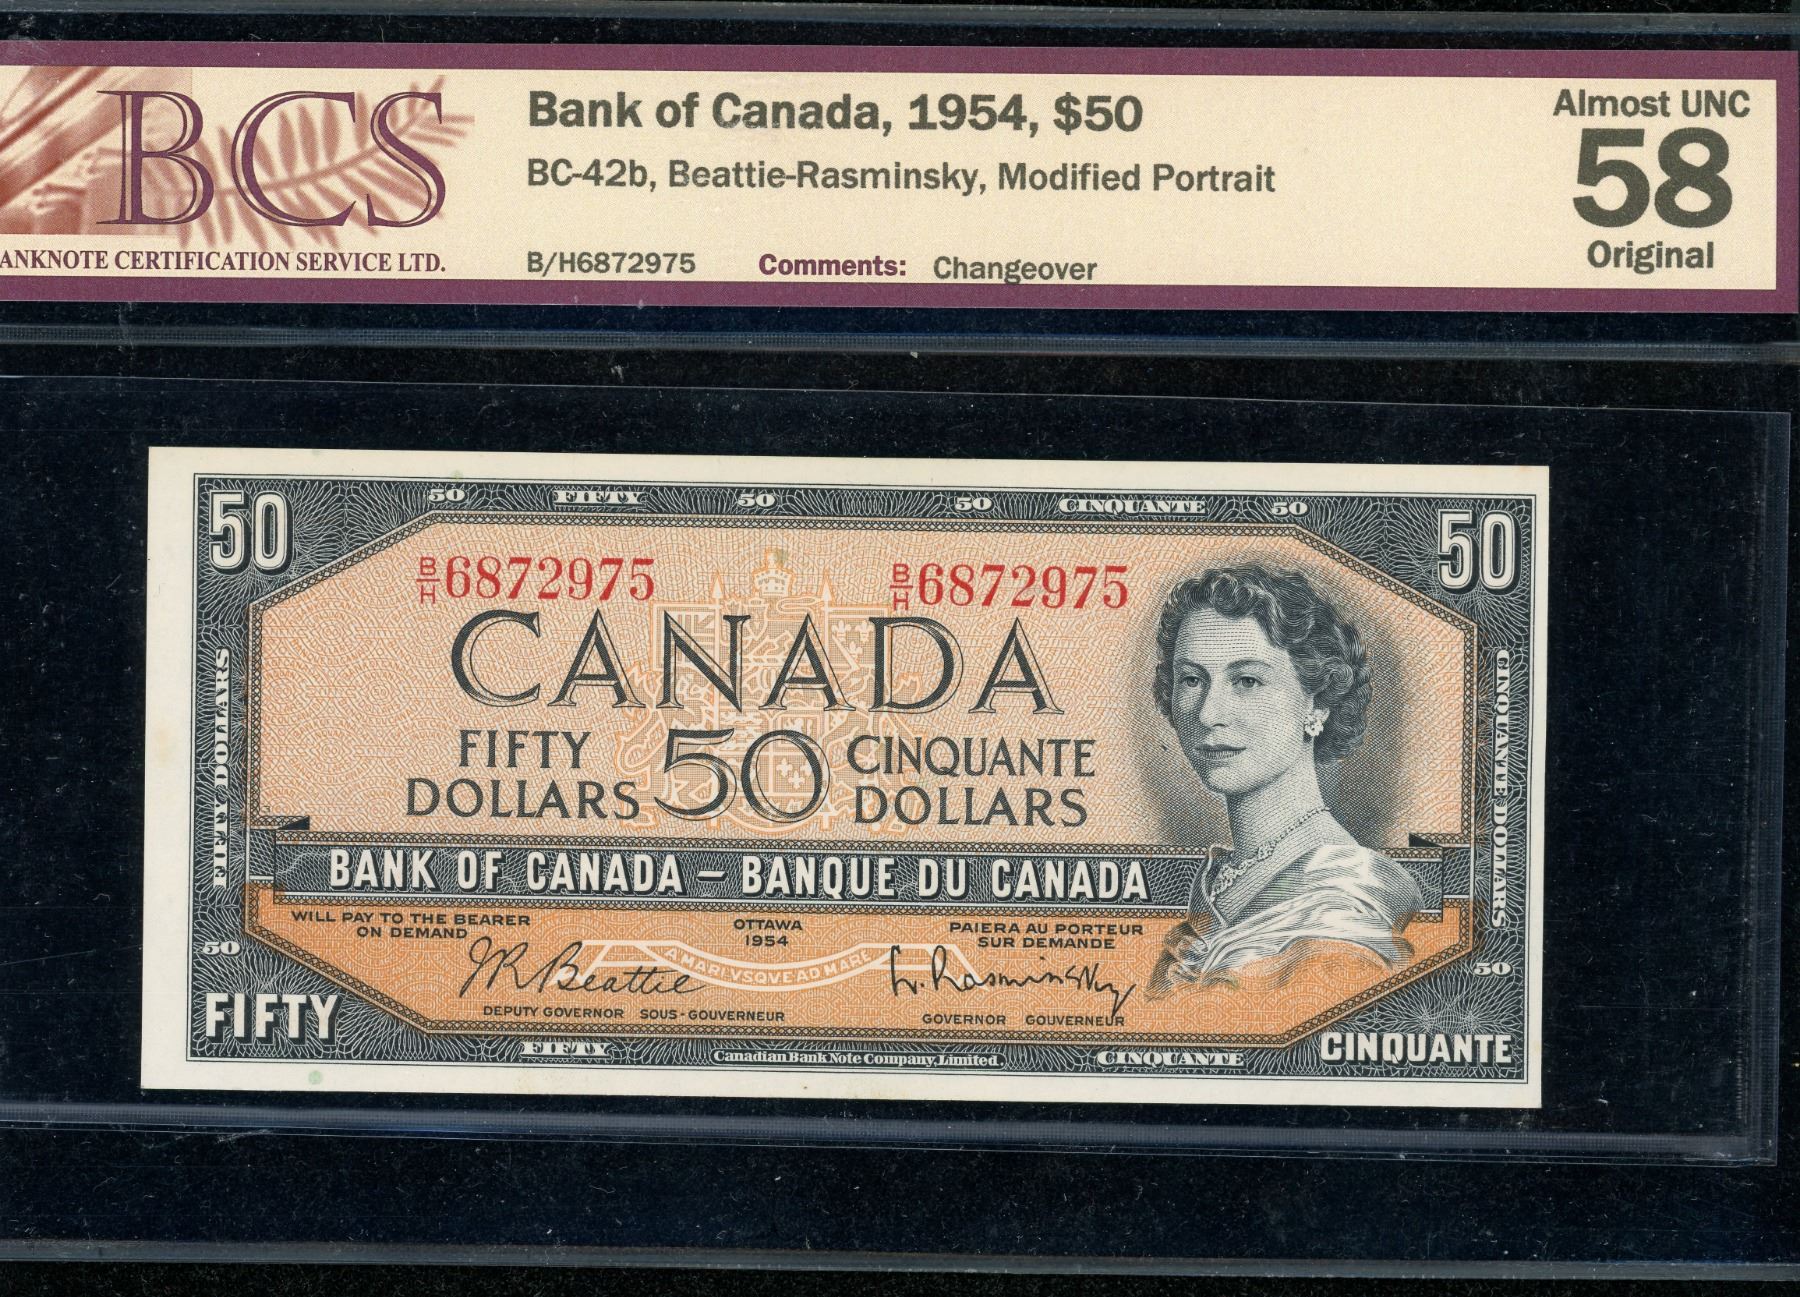 BCS
ANKNOTE CERTIFICATION SERVICE LTD.
Bank of Canada, 1954, $50
BC-42b, Beattie-Rasminsky, Modified Portrait
B/H6872975 Comments: Changeover
Almost UNC
58
Original
50 50 FIFTY 50 50 CINQUANTE 50 50
B/H 6872975 B/H 6872975
CANADA
FIFTY DOLLARS 50 CINQUANTE DOLLARS
FIFTY DOLLARS
CINQUANTE DOLLARS
BANK OF CANADA – BANQUE DU CANADA
WILL PAY TO THE BEARER
ON DEMAND
OTTAWA
1954
PAIERA AU PORTEUR
SUR DEMANDE
A MARI VSQVE AD MARE
JR Beattie
L. Rasminsky
DEPUTY GOVERNOR SOUS-GOUVERNEUR
GOVERNOR GOUVERNEUR
50 50
FIFTY CINQUANTE
FIFTY Canadian Bank Note Company, Limited. CINQUANTE